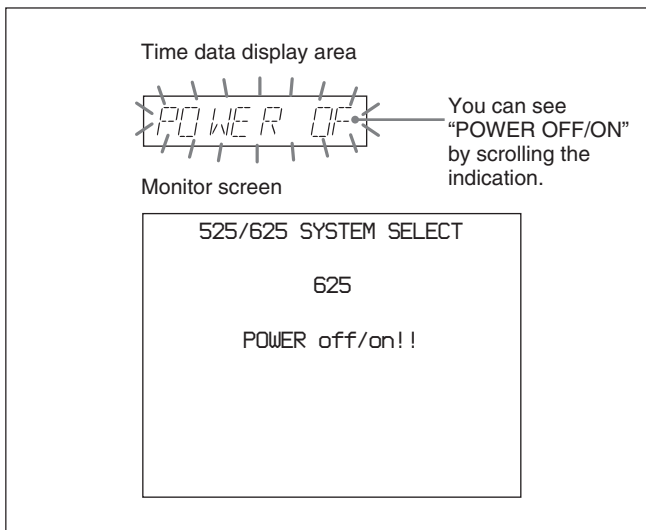 Time data display area
POWER OF
You can see
“POWER OFF/ON”
by scrolling the
indication.
Monitor screen
525/625 SYSTEM SELECT
625
POWER off/on!!